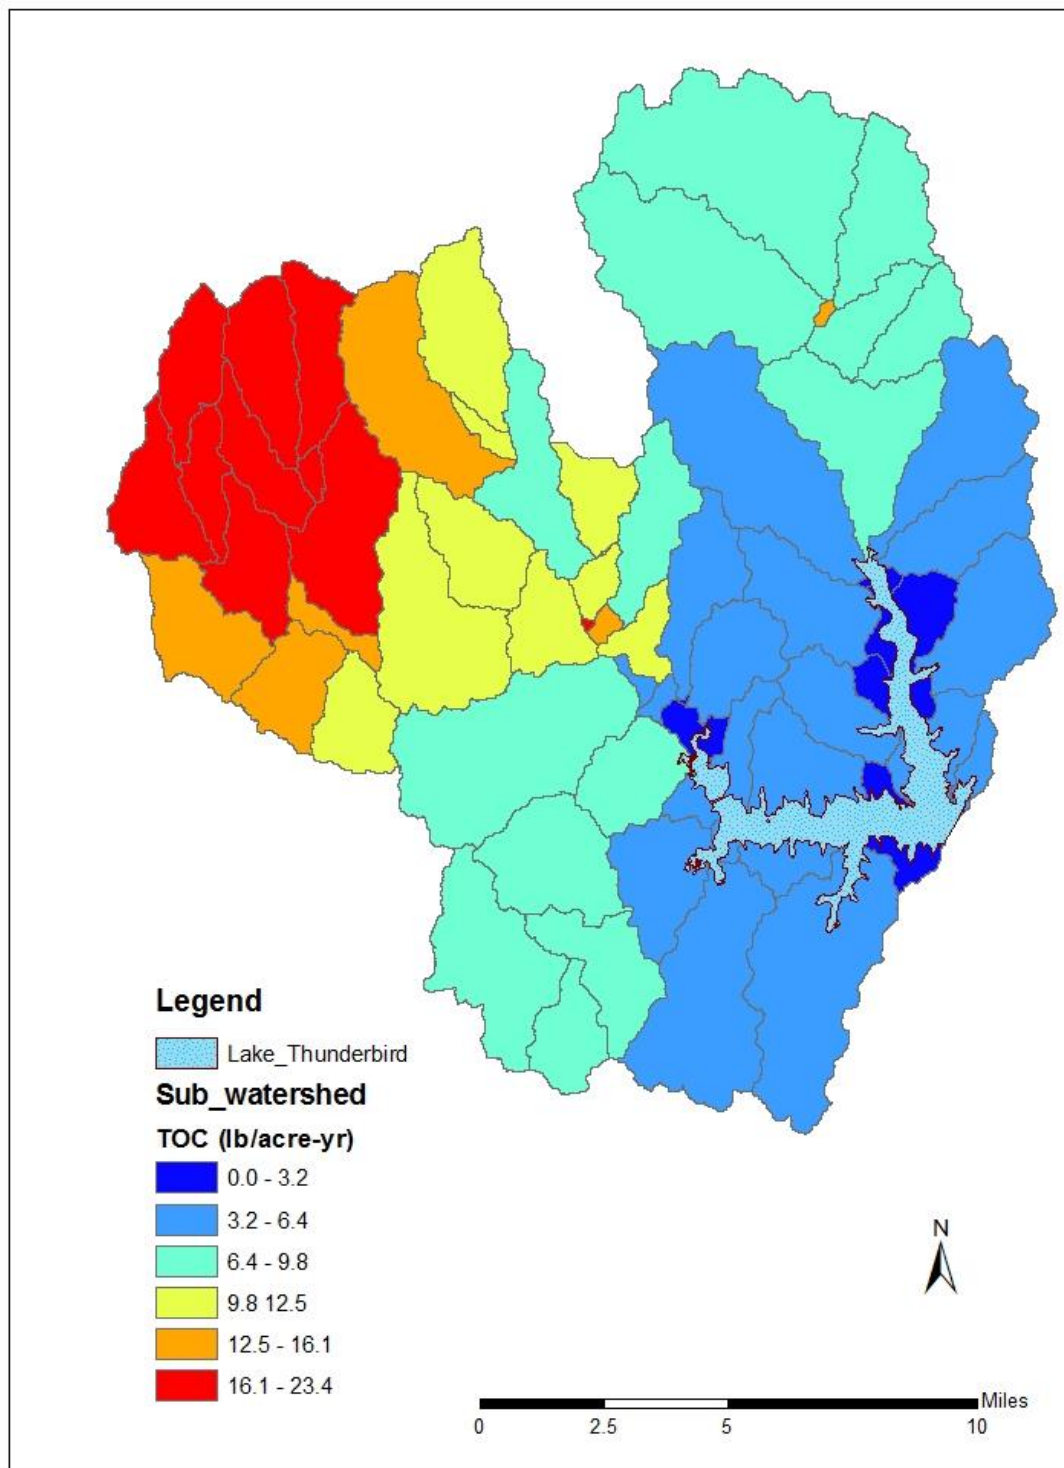 Legend
Lake_Thunderbird
Sub_watershed
TOC (lb/acre-yr)
0.0 - 3.2
3.2 - 6.4
6.4 - 9.8
9.8 12.5
12.5 - 16.1
16.1 - 23.4
N
Miles
0 2.5 5 10